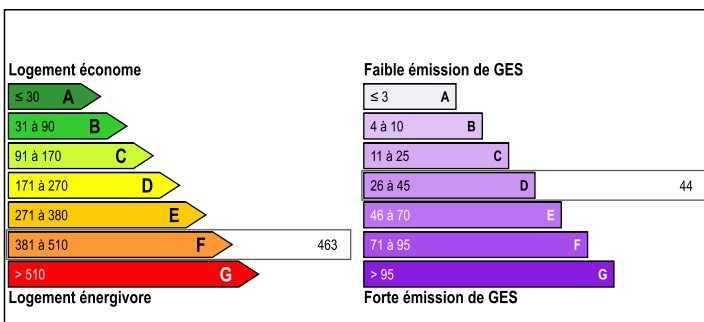 Logement économe
≤ 30 A
31 à 90 B
91 à 170 C
171 à 270 D
271 à 380 E
381 à 510 F 463
> 510 G
Logement énergivore
Faible émission de GES
≤ 3 A
4 à 10 B
11 à 25 C
26 à 45 D 44
46 à 70 E
71 à 95 F
> 95 G
Forte émission de GES